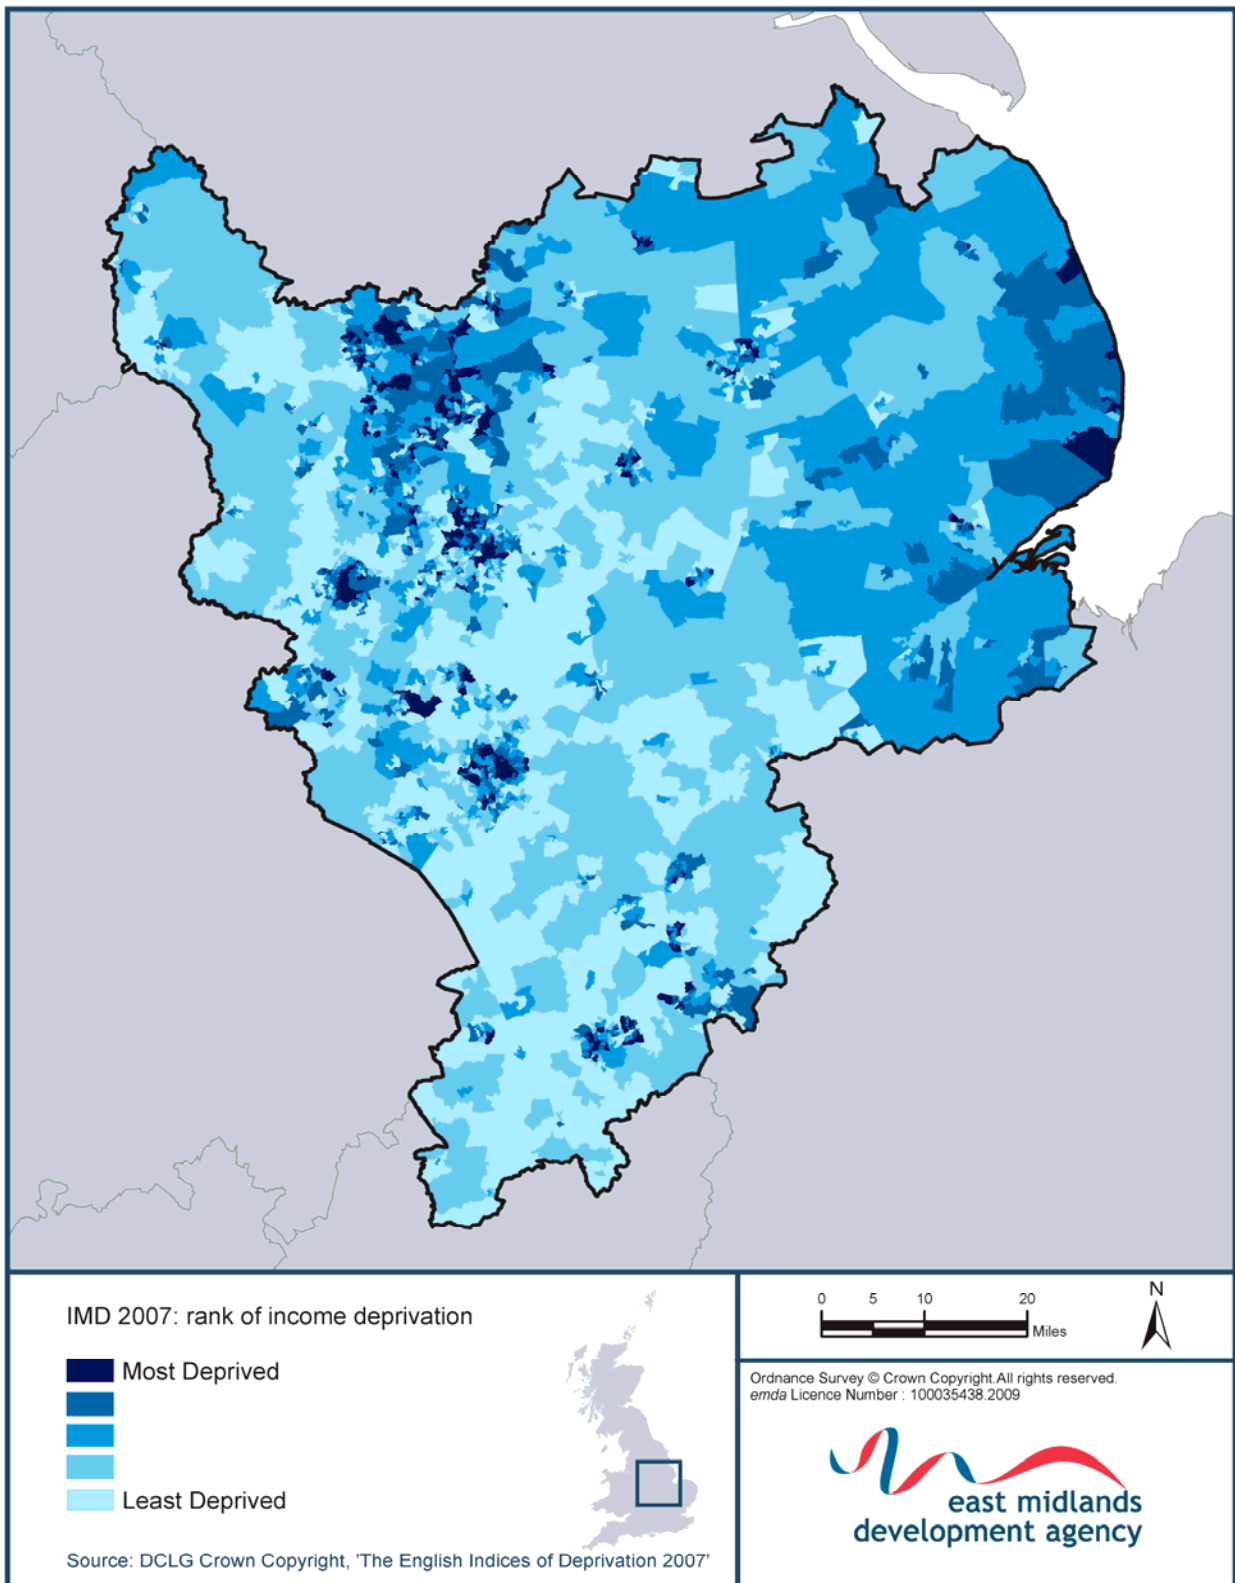 IMD 2007: rank of income deprivation
Most Deprived
Least Deprived
Source: DCLG Crown Copyright, 'The English Indices of Deprivation 2007'
0 5 10 20
Miles
N
Ordnance Survey © Crown Copyright.All rights reserved.
emda Licence Number : 100035438.2009
east midlands
development agency